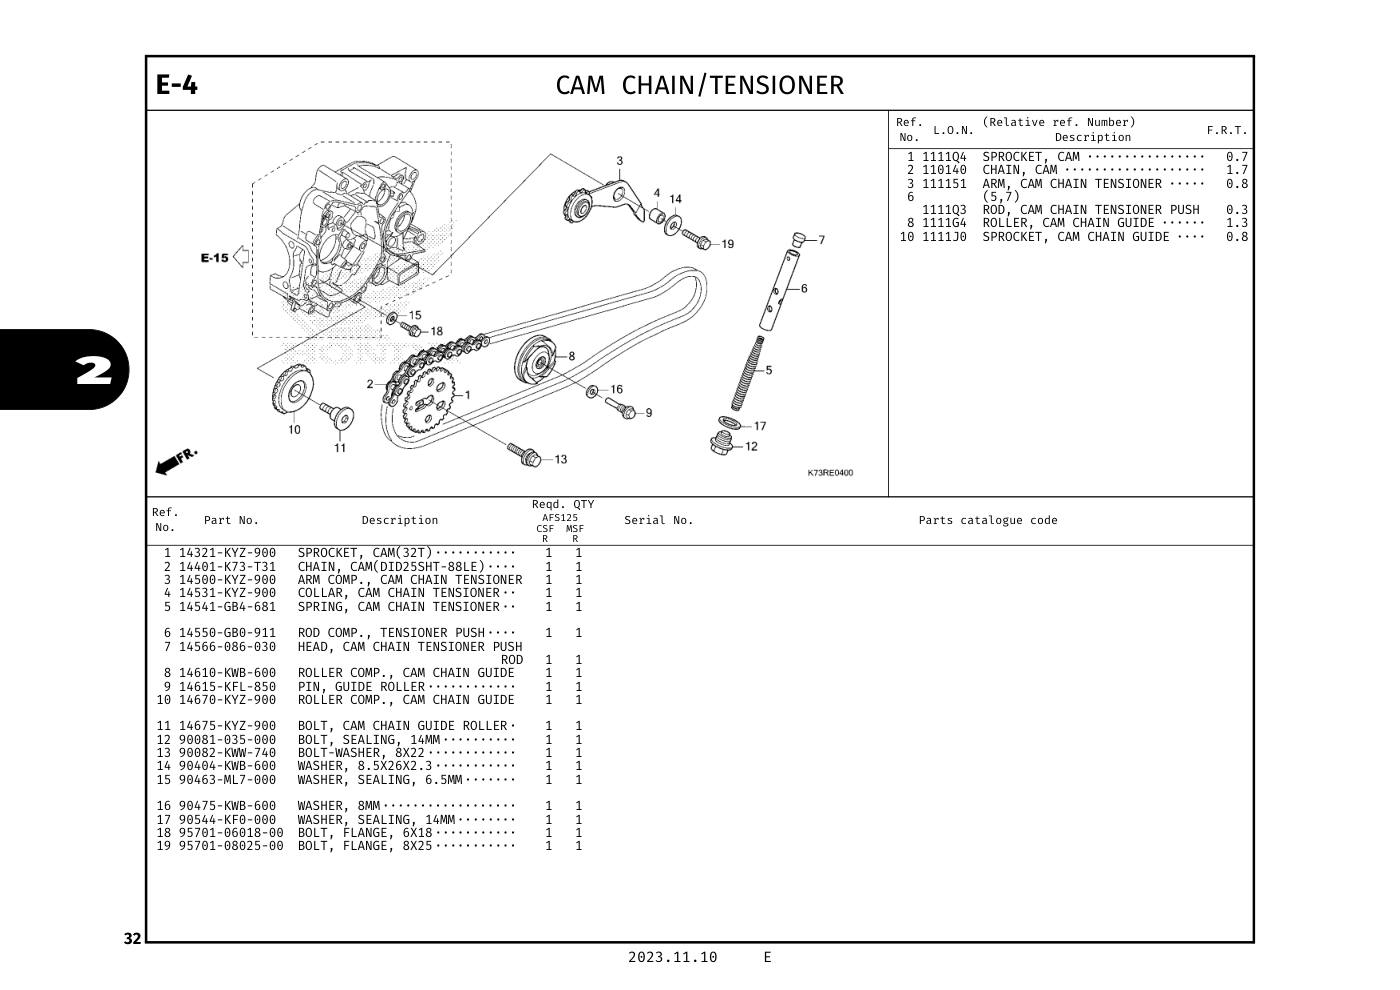 E-4
CAM CHAIN/TENSIONER
Ref. No.
L.O.N.
(Relative ref. Number)
Description
F.R.T.
1 1111Q4 SPROCKET, CAM ················ 0.7
2 110140 CHAIN, CAM ··················· 1.7
3 111151 ARM, CAM CHAIN TENSIONER ····· 0.8
6 (5,7)
1111Q3 ROD, CAM CHAIN TENSIONER PUSH 0.3
8 1111G4 ROLLER, CAM CHAIN GUIDE ······ 1.3
10 1111J0 SPROCKET, CAM CHAIN GUIDE ···· 0.8
3
4
14
19
7
E-15
6
15
18
8
2
1
16
9
5
10
11
17
12
13
FR.
K73RE0400
2
Ref. No.
Part No.
Description
Reqd. QTY
AFS125
CSF MSF
R R
Serial No.
Parts catalogue code
1 14321-KYZ-900 SPROCKET, CAM(32T)··········· 1 1
2 14401-K73-T31 CHAIN, CAM(DID25SHT-88LE)···· 1 1
3 14500-KYZ-900 ARM COMP., CAM CHAIN TENSIONER 1 1
4 14531-KYZ-900 COLLAR, CAM CHAIN TENSIONER·· 1 1
5 14541-GB4-681 SPRING, CAM CHAIN TENSIONER·· 1 1
6 14550-GB0-911 ROD COMP., TENSIONER PUSH···· 1 1
7 14566-086-030 HEAD, CAM CHAIN TENSIONER PUSH
ROD 1 1
8 14610-KWB-600 ROLLER COMP., CAM CHAIN GUIDE 1 1
9 14615-KFL-850 PIN, GUIDE ROLLER············ 1 1
10 14670-KYZ-900 ROLLER COMP., CAM CHAIN GUIDE 1 1
11 14675-KYZ-900 BOLT, CAM CHAIN GUIDE ROLLER· 1 1
12 90081-035-000 BOLT, SEALING, 14MM·········· 1 1
13 90082-KWW-740 BOLT-WASHER, 8X22············ 1 1
14 90404-KWB-600 WASHER, 8.5X26X2.3··········· 1 1
15 90463-ML7-000 WASHER, SEALING, 6.5MM······· 1 1
16 90475-KWB-600 WASHER, 8MM·················· 1 1
17 90544-KF0-000 WASHER, SEALING, 14MM········ 1 1
18 95701-06018-00 BOLT, FLANGE, 6X18··········· 1 1
19 95701-08025-00 BOLT, FLANGE, 8X25··········· 1 1
32
2023.11.10 E